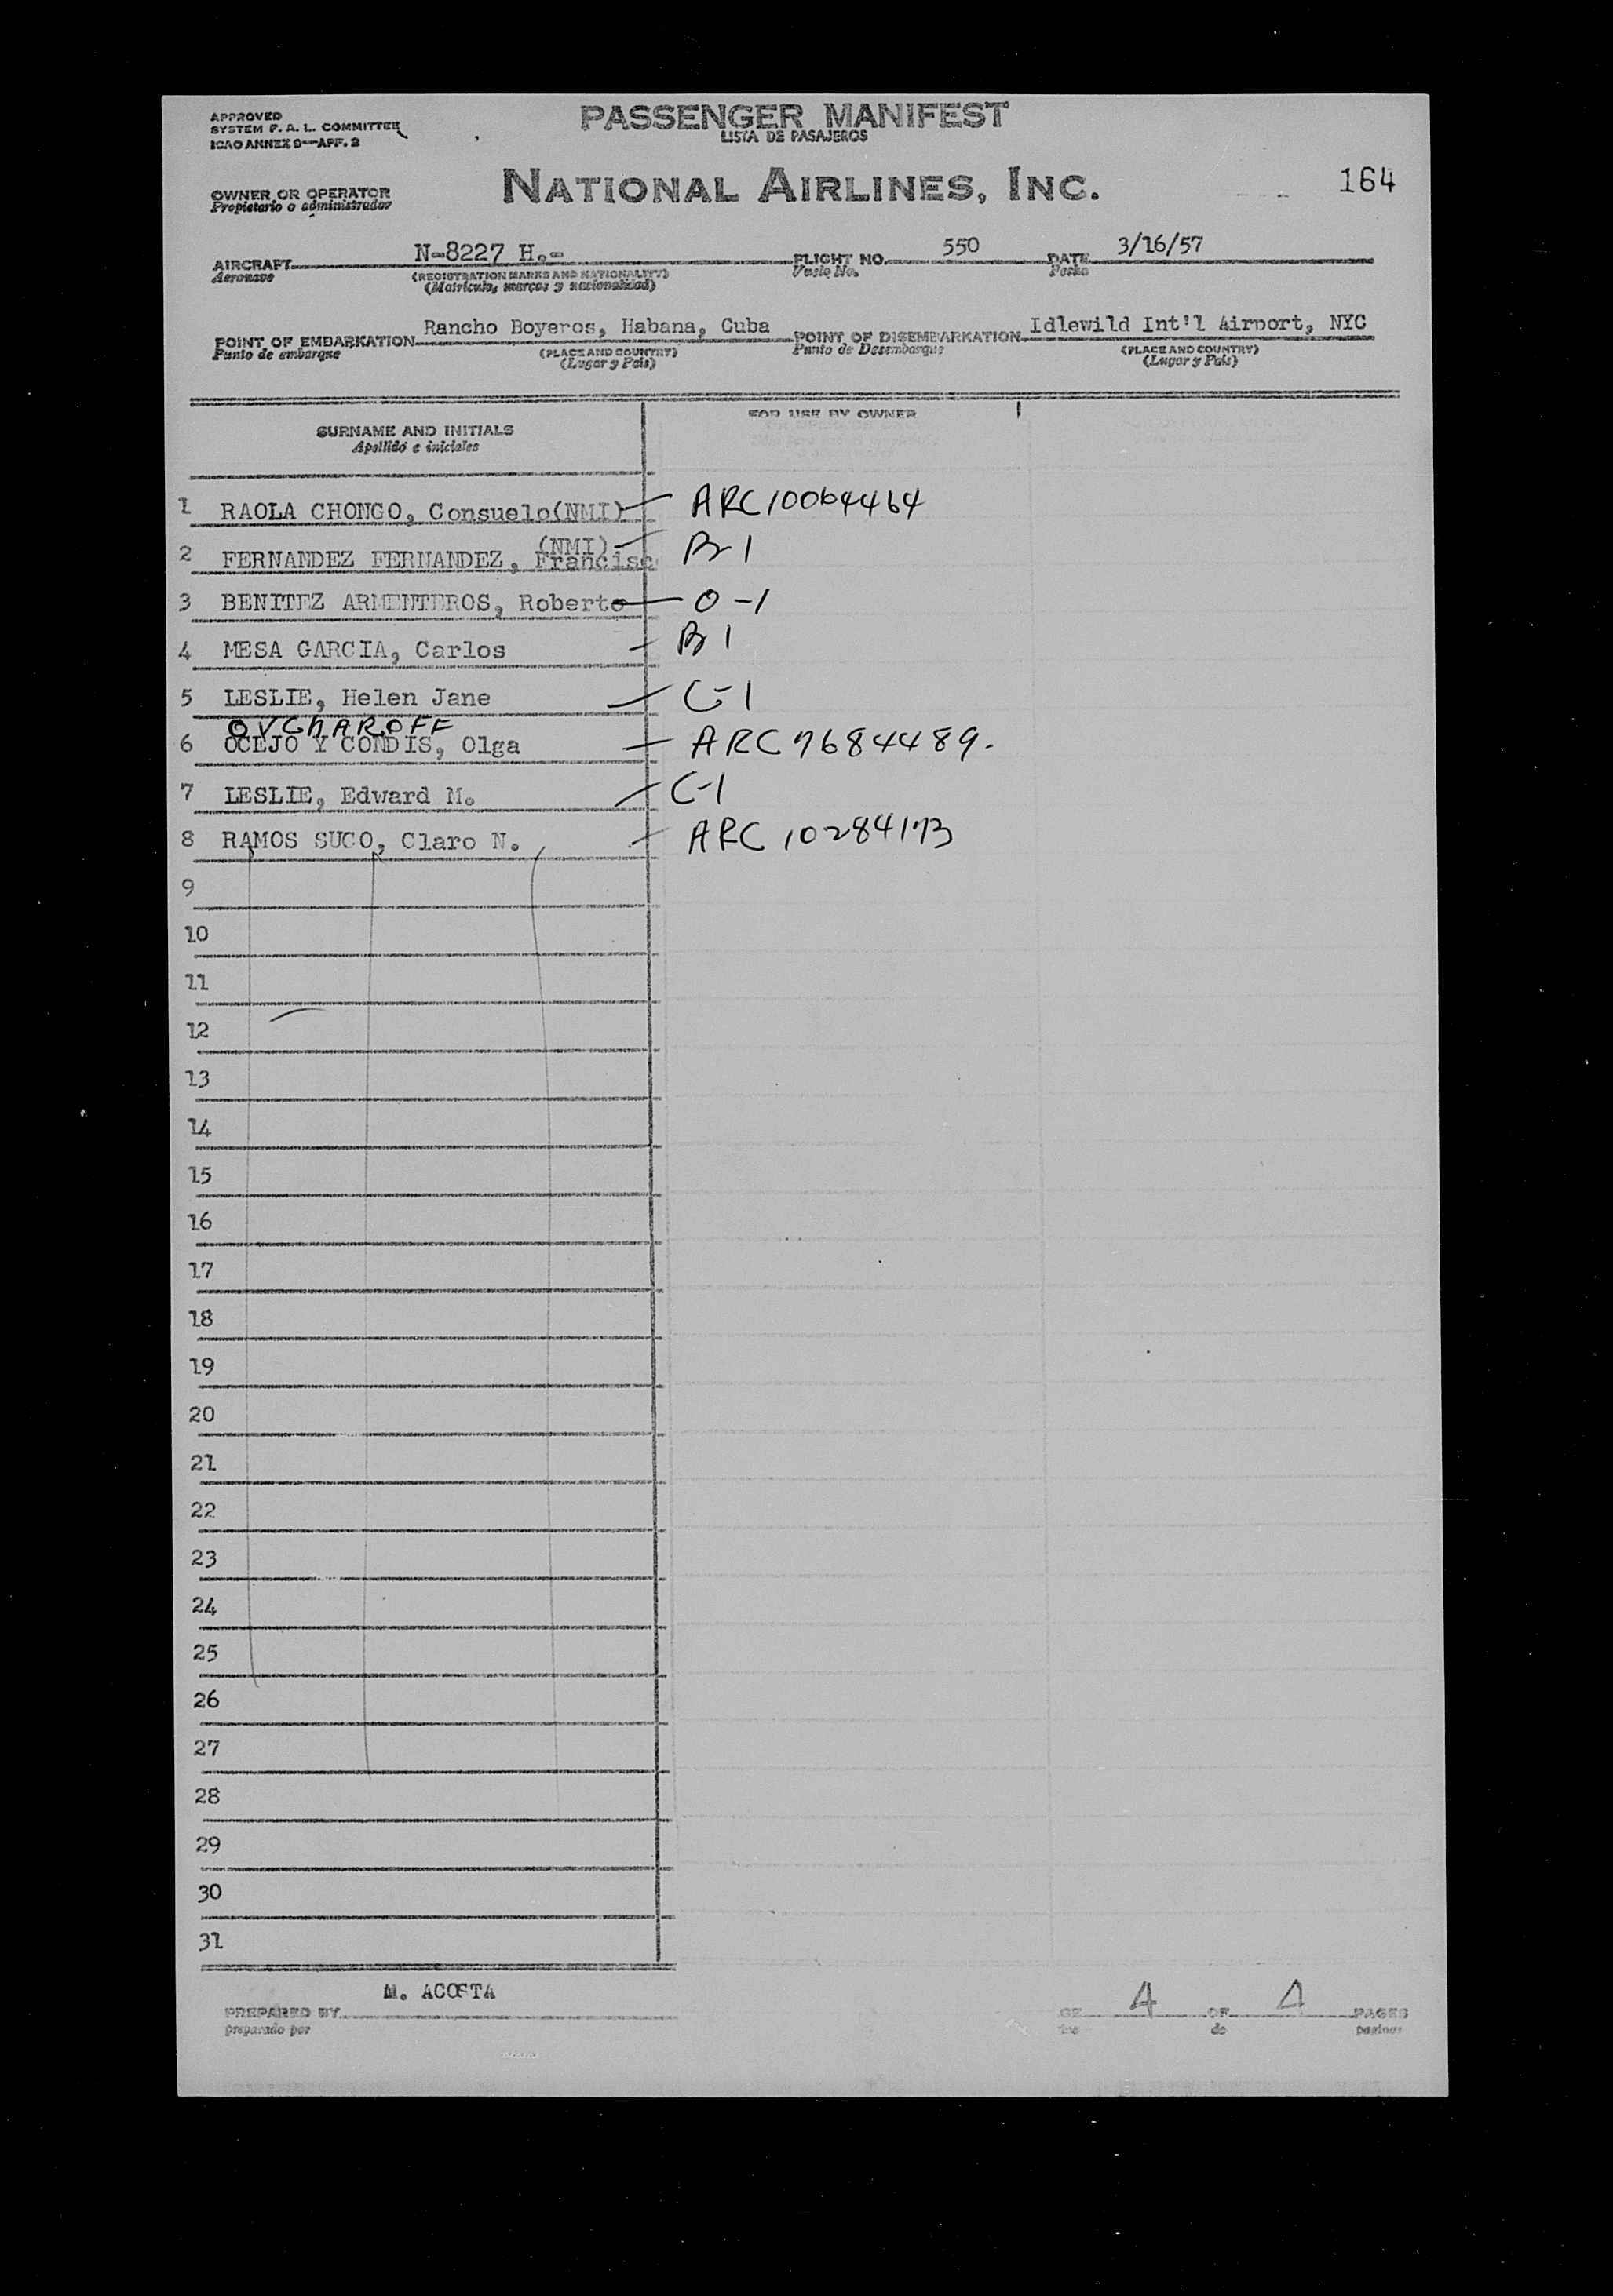 APPROVED
SYSTEM F. A. L. COMMITTEE
ICAO ANNEX 9—APP. 2
PASSENGER MANIFEST
LISTA DE PASAJEROS
OWNER OR OPERATOR
Propietario o administrador
NATIONAL AIRLINES, INC.
164
AIRCRAFT N-8227 H.- FLIGHT NO. 550 DATE 3/16/57
Aeronave (REGISTRATION MARKS AND NATIONALITY) Vuelo No. Fecha
(Matrícula, marcas y nacionalidad)
POINT OF EMBARKATION Rancho Boyeros, Habana, Cuba POINT OF DISEMBARKATION Idlewild Int'l Airport, NYC
Punto de embarque (PLACE AND COUNTRY) Punto de Desembarque (PLACE AND COUNTRY)
(Lugar y País) (Lugar y País)
FOR USE BY OWNER
SURNAME AND INITIALS
Apellido e iniciales
1 RAOLA CHONGO, Consuelo(NMI) ARC10064464
(NMI)
2 FERNANDEZ FERNANDEZ, Francisc B1
3 BENITEZ ARMENTEROS, Roberto O-1
4 MESA GARCIA, Carlos B1
5 LESLIE, Helen Jane C-1
OVCHAROFF
6 OCEJO Y CONDIS, Olga ARC7684489.
7 LESLIE, Edward M. C-1
8 RAMOS SUCO, Claro N. ARC 10284173
9
10
11
12
13
14
15
16
17
18
19
20
21
22
23
24
25
26
27
28
29
30
31
M. ACOSTA
PREPARED BY GE 4 OF 4 PAGES
preparado por de paginas